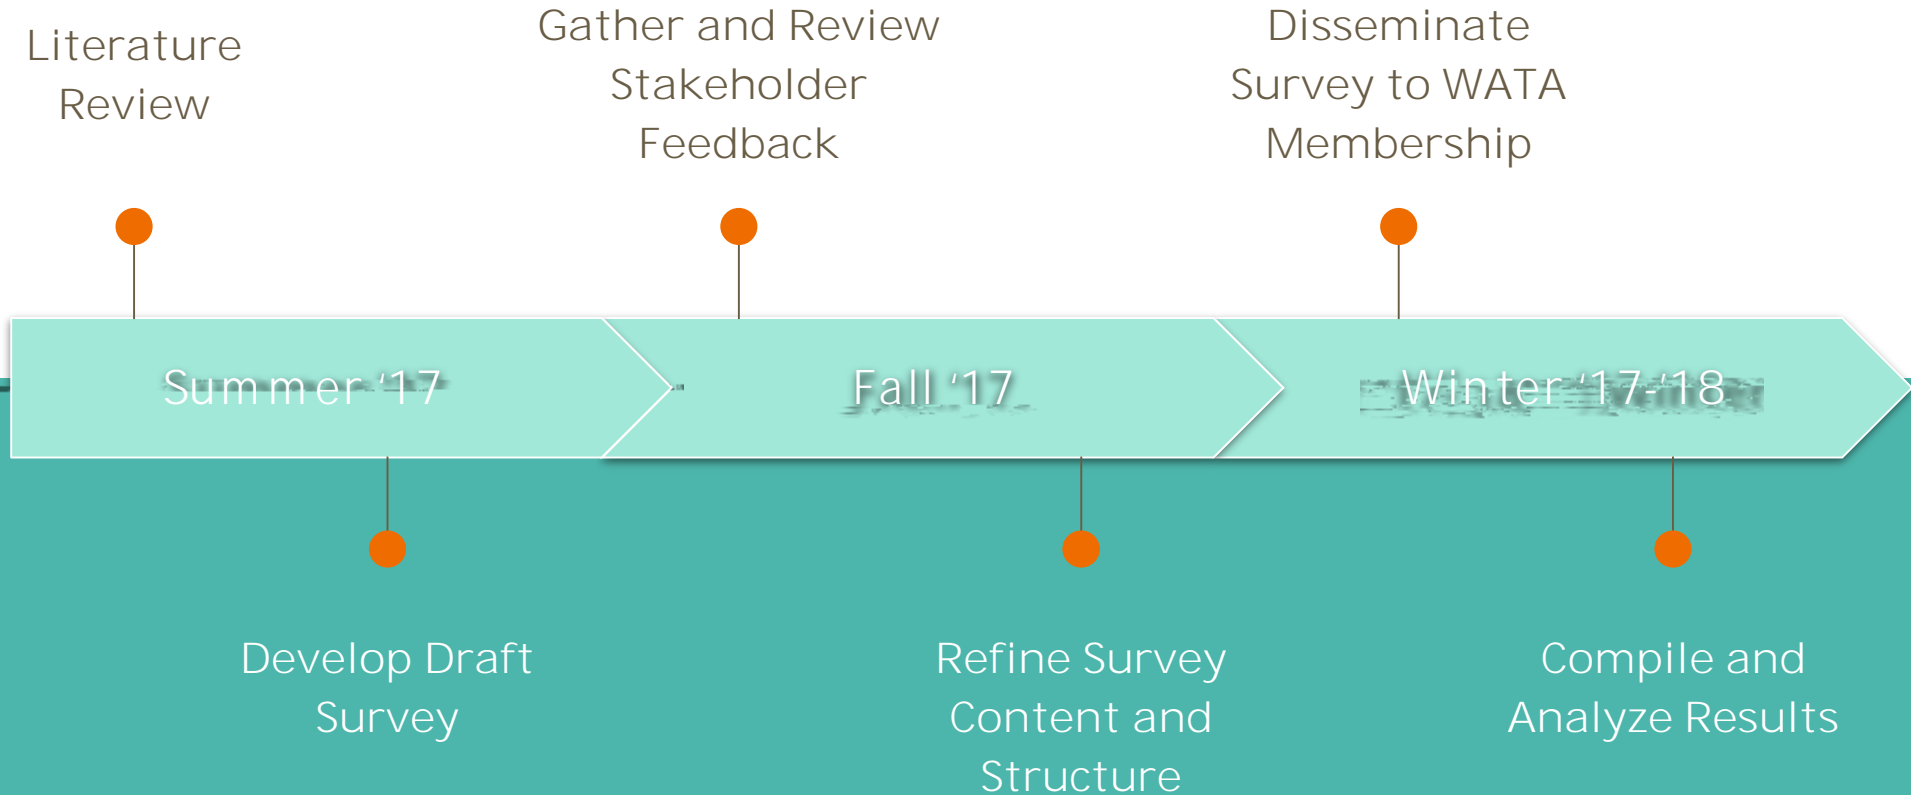 Literature
Review
Gather and Review
Stakeholder
Feedback
Disseminate
Survey to WATA
Membership
Summer ‘17
Fall ‘17
Winter ‘17-‘18
Develop Draft
Survey
Refine Survey
Content and
Structure
Compile and
Analyze Results